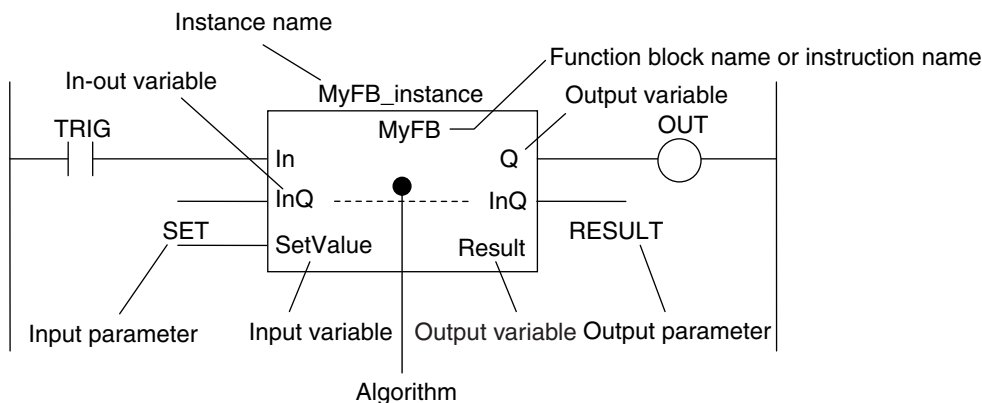 Instance name
Function block name or instruction name
In-out variable
MyFB_instance
Output variable
TRIG
MyFB
OUT
In
Q
InQ
InQ
SET
SetValue
Result
RESULT
Input parameter
Input variable
Output variable
Output parameter
Algorithm